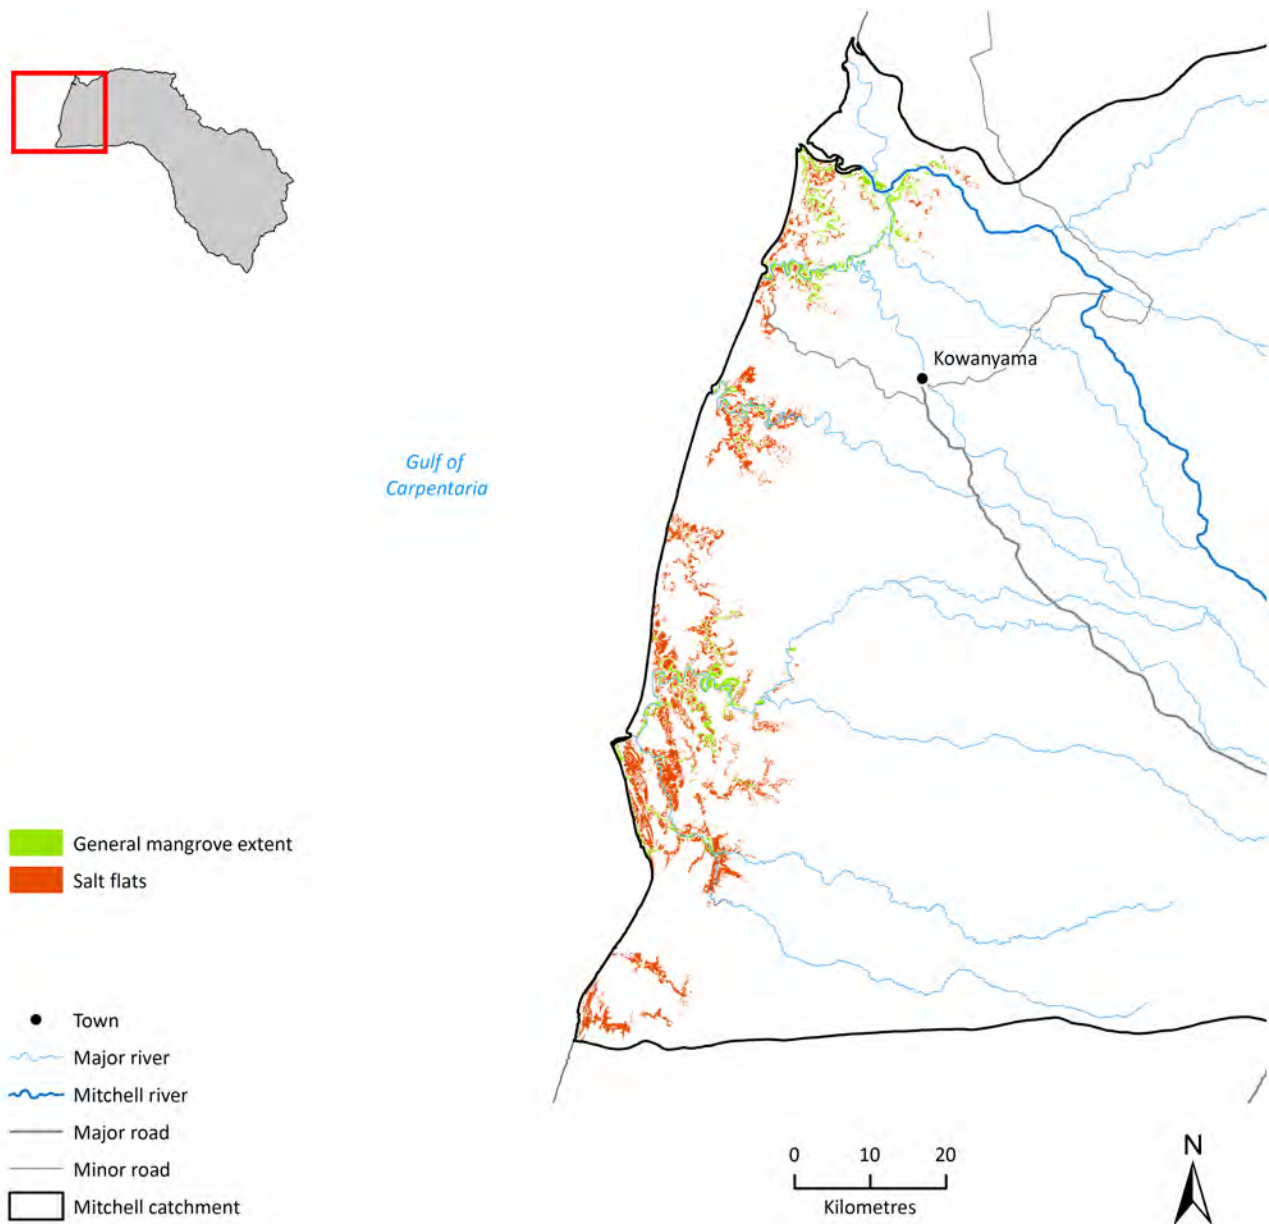 Kowanyama
Gulf of
Carpentaria
General mangrove extent
Salt flats
Town
Major river
Mitchell river
Major road
Minor road
Mitchell catchment
0 10 20
Kilometres
N